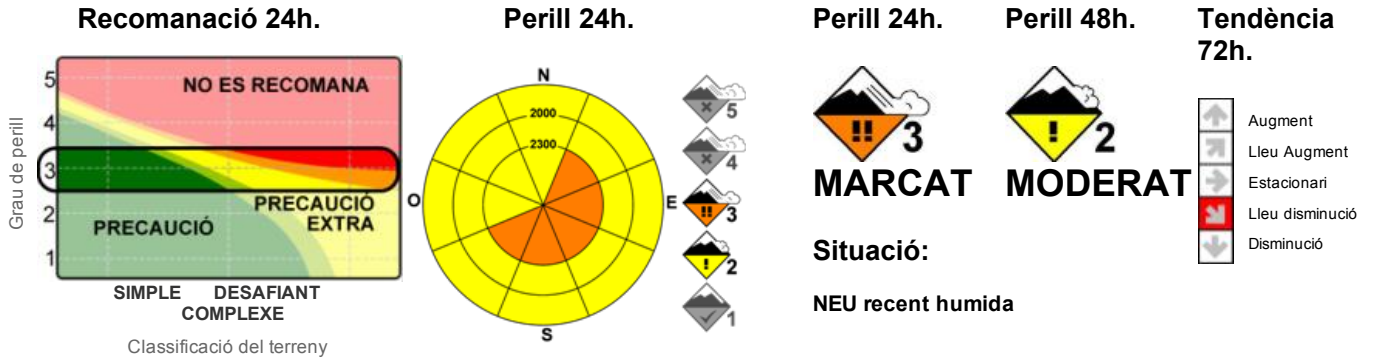 Recomanació 24h.
Perill 24h.
Perill 24h.
Perill 48h.
Tendència
72h.
Grau de perill
5
4
3
2
1
NO ES RECOMANA
PRECAUCIÓ
EXTRA
PRECAUCIÓ
SIMPLE DESAFIANT
COMPLEXE
Classificació del terreny
N
2000
2300
O
E
S
5
4
!! 3
! 2
1
!! 3
MARCAT
! 2
MODERAT
Situació:
NEU recent humida
Augment
Lleu Augment
Estacionari
Lleu disminució
Disminució